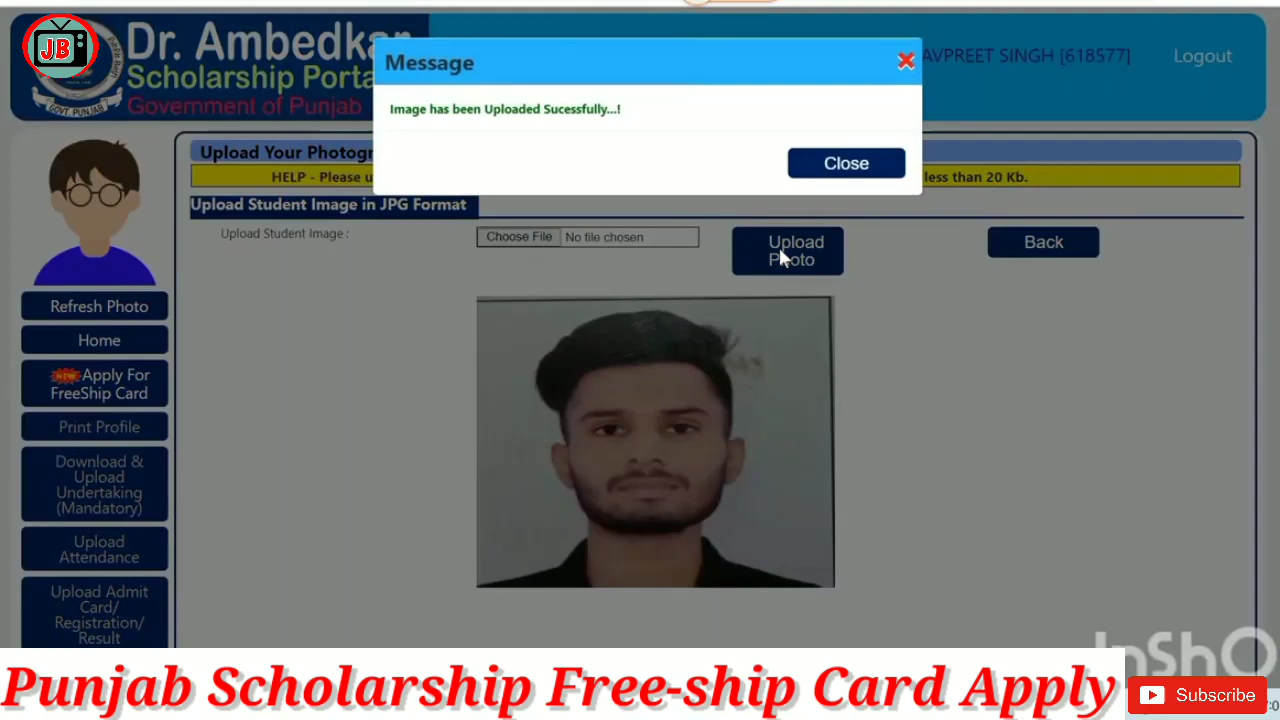 JB
Dr. Ambedkar
Scholarship Porta
Government of Punjab
GOVT. PUNJAB
Message
Image has been Uploaded Sucessfully...!
Close
AVPREET SINGH [618577]
Logout
Upload Your Photogr
HELP - Please u
less than 20 Kb.
Upload Student Image in JPG Format
Upload Student Image :
Choose File
No file chosen
Upload
Photo
Back
Refresh Photo
Home
NEW Apply For
FreeShip Card
Print Profile
Download &
Upload
Undertaking
(Mandatory)
Upload
Attendance
Upload Admit
Card/
Registration/
Result
InShO
Punjab Scholarship Free-ship Card Apply
Subscribe